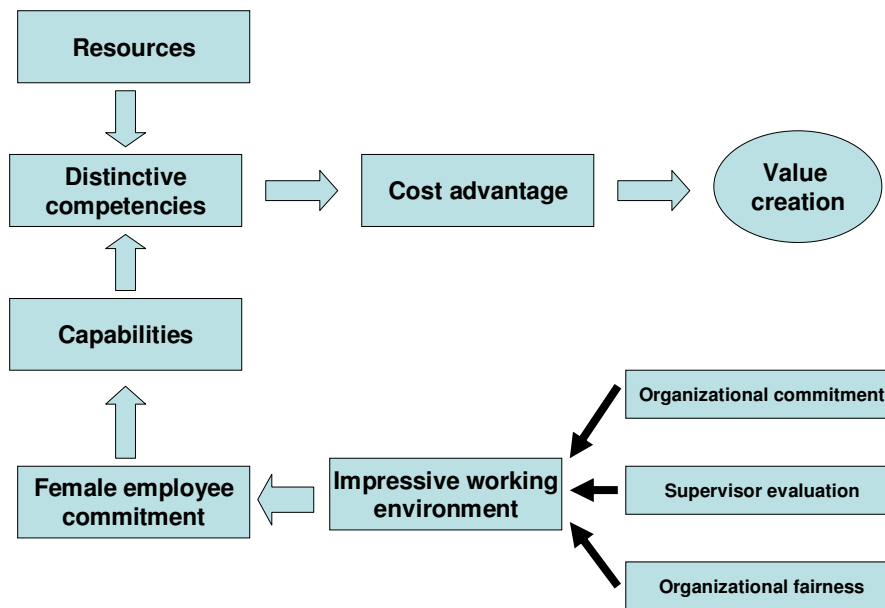 Resources
Distinctive
competencies
Cost advantage
Value
creation
Capabilities
Organizational commitment
Female employee
commitment
Impressive working
environment
Supervisor evaluation
Organizational fairness